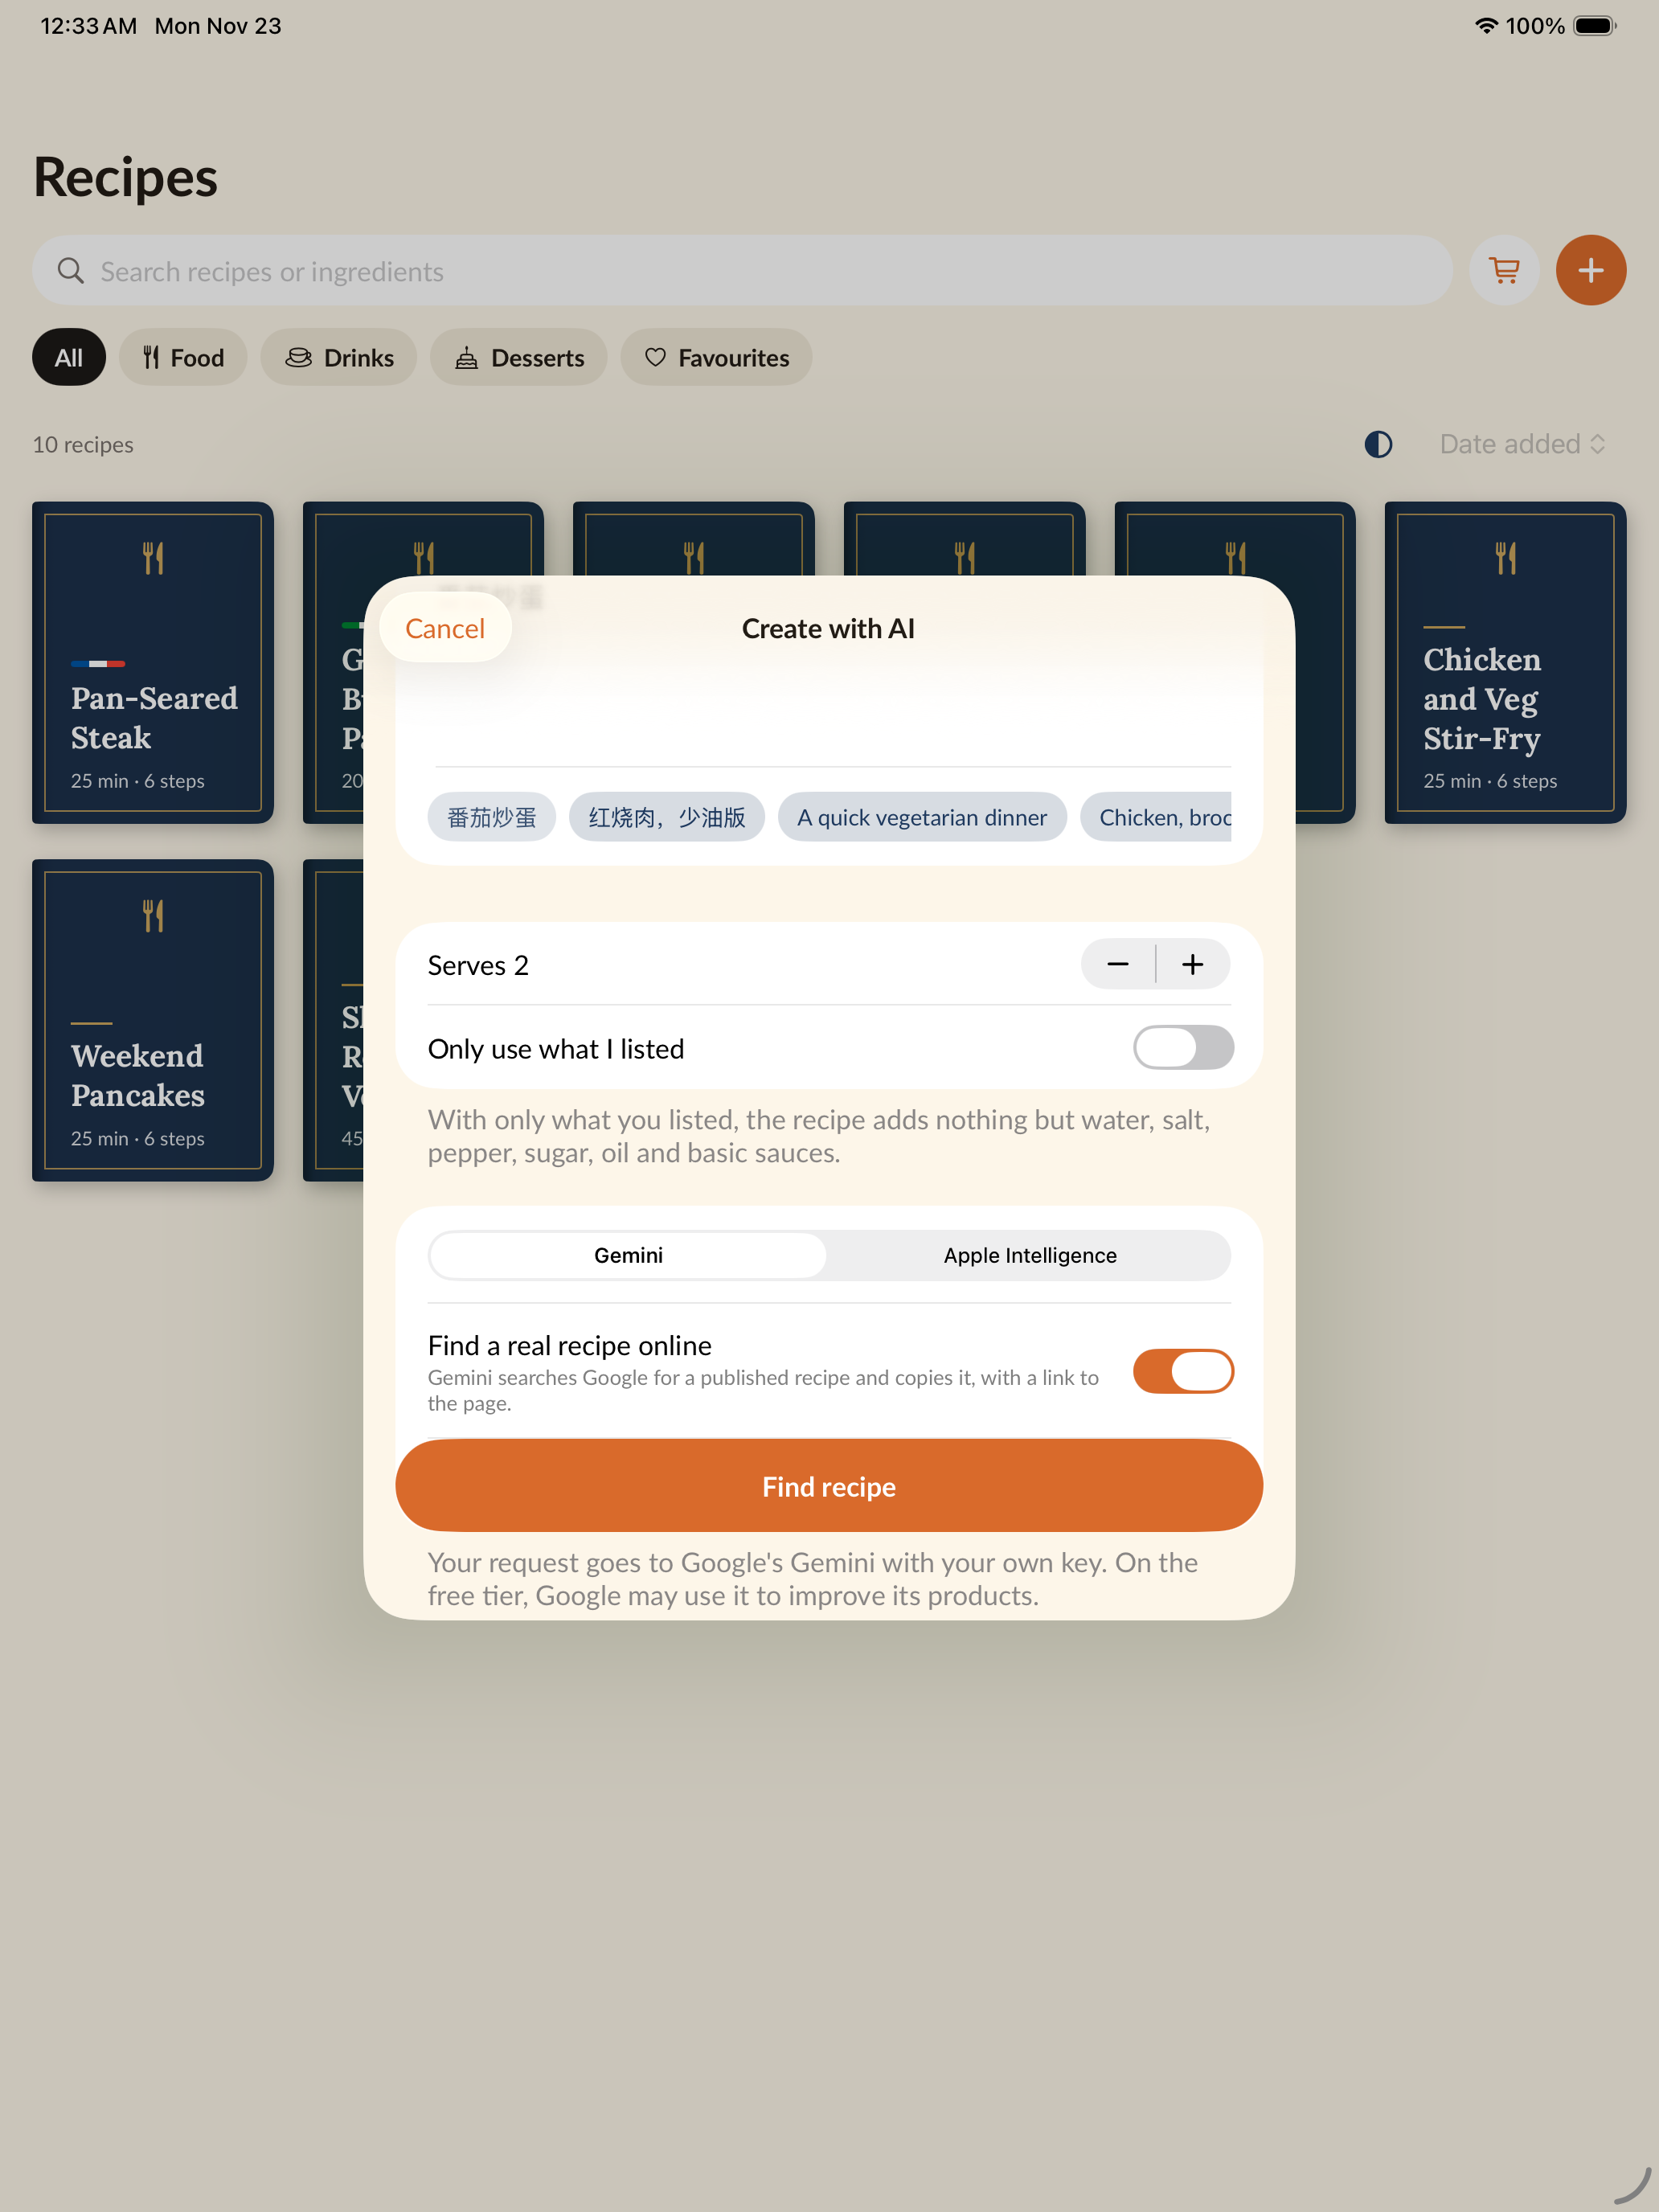 12:33 AM Mon Nov 23
100%
Recipes
Search recipes or ingredients
All
Food
Drinks
Desserts
Favourites
10 recipes
Date added
Pan-Seared
Steak
25 min · 6 steps
Chicken
and Veg
Stir-Fry
25 min · 6 steps
Weekend
Pancakes
25 min · 6 steps
20
45
Cancel
Create with AI
番茄炒蛋
红烧肉，少油版
A quick vegetarian dinner
Chicken,
Serves 2
Only use what I listed
With only what you listed, the recipe adds nothing but water, salt,
pepper, sugar, oil and basic sauces.
Gemini
Apple Intelligence
Find a real recipe online
Gemini searches Google for a published recipe and copies it, with a link to
the page.
Find recipe
Your request goes to Google's Gemini with your own key. On the
free tier, Google may use it to improve its products.